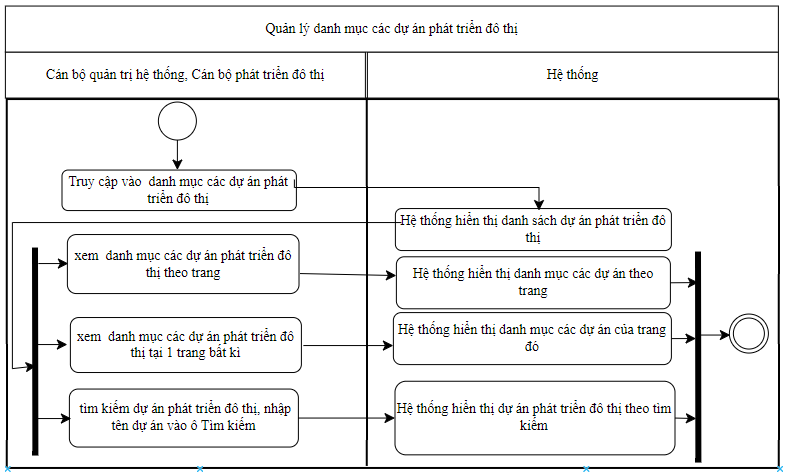 Quản lý danh mục các dự án phát triển đô thị
Cán bộ quản trị hệ thống, Cán bộ phát triển đô thị
Hệ thống
Truy cập vào danh mục các dự án phát
triển đô thị
Hệ thống hiển thị danh sách dự án phát triển đô
thị
xem danh mục các dự án phát triển đô
thị theo trang
Hệ thống hiển thị danh mục các dự án theo
trang
xem danh mục các dự án phát triển đô
thị tại 1 trang bất kì
Hệ thống hiển thị danh mục các dự án của trang
đó
tìm kiếm dự án phát triển đô thị, nhập
tên dự án vào ô Tìm kiếm
Hệ thống hiển thị dự án phát triển đô thị theo tìm
kiếm